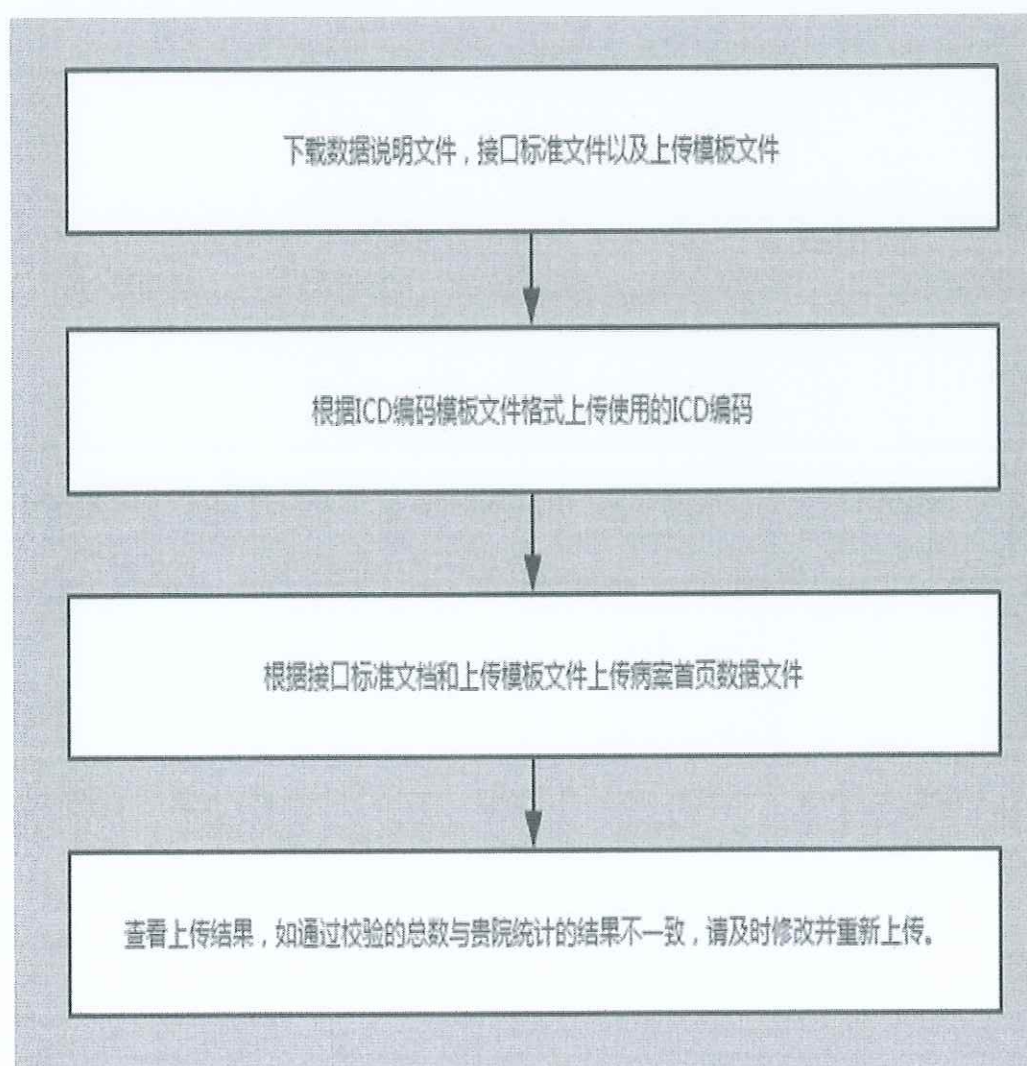 下载数据说明文件，接口标准文件以及上传模板文件
根据ICD编码模板文件格式上传使用的ICD编码
根据接口标准文档和上传模板文件上传病案首页数据文件
查看上传结果，如通过校验的总数与贵院统计的结果不一致，请及时修改并重新上传。